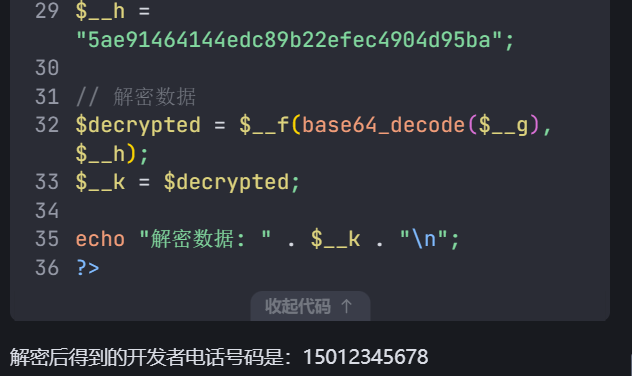 29 $__h =
"5ae91464144edc89b22efec4904d95ba";
30
31 // 解密数据
32 $decrypted = $__f(base64_decode($__g),
$__h);
33 $__k = $decrypted;
34
35 echo "解密数据: " . $__k . "\n";
36 ?>
收起代码 ↑
解密后得到的开发者电话号码是：15012345678